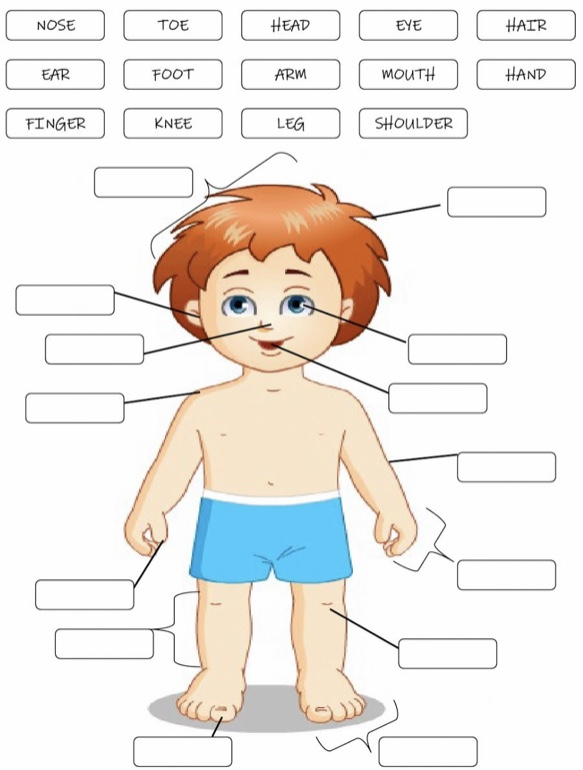 NOSE TOE HEAD EYE HAIR
EAR FOOT ARM MOUTH HAND
FINGER KNEE LEG SHOULDER